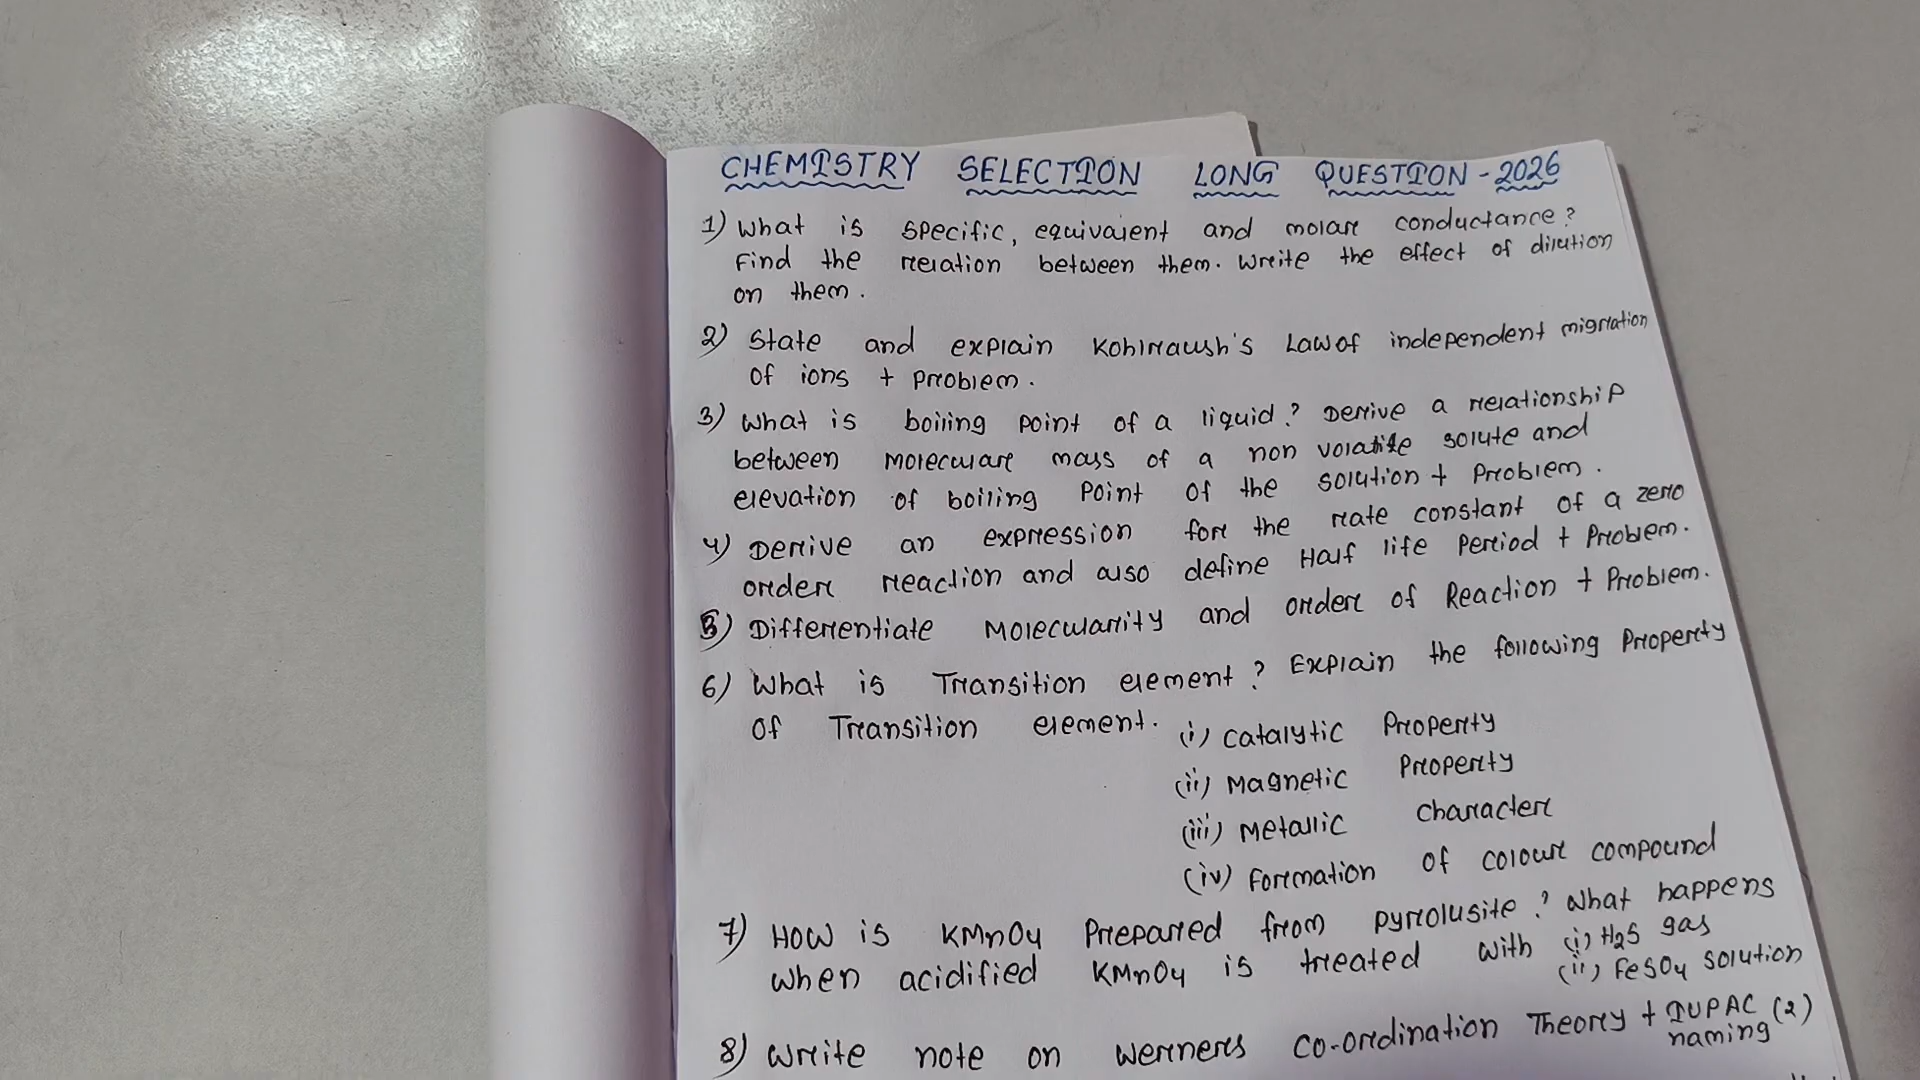 CHEMISTRY SELECTION LONG QUESTION - 2026
1) What is specific, equivalent and molar conductance?
Find the relation between them. Write the effect of dilution
on them.
2) State and explain Kohlraush's Law of independent migration
of ions + Problem.
3) What is boiling point of a liquid? Derive a relationship
between Molecular mass of a non volatile solute and
elevation of boiling Point of the solution + Problem.
4) Derive an expression for the rate constant of a zero
order reaction and also define Half life Period + Problem.
5) Differentiate Molecularity and order of Reaction + Problem.
6) What is Transition element? Explain the following Property
of Transition element. (i) Catalytic Property
(ii) Magnetic Property
(iii) Metallic Character
(iv) Formation of colour compound
7) How is KMnO4 Prepared from pyrolusite? What happens
when acidified KMnO4 is treated with (i) H2S gas
(ii) FeSO4 solution
8) Write note on werners co-ordination Theory + IUPAC (2)
naming